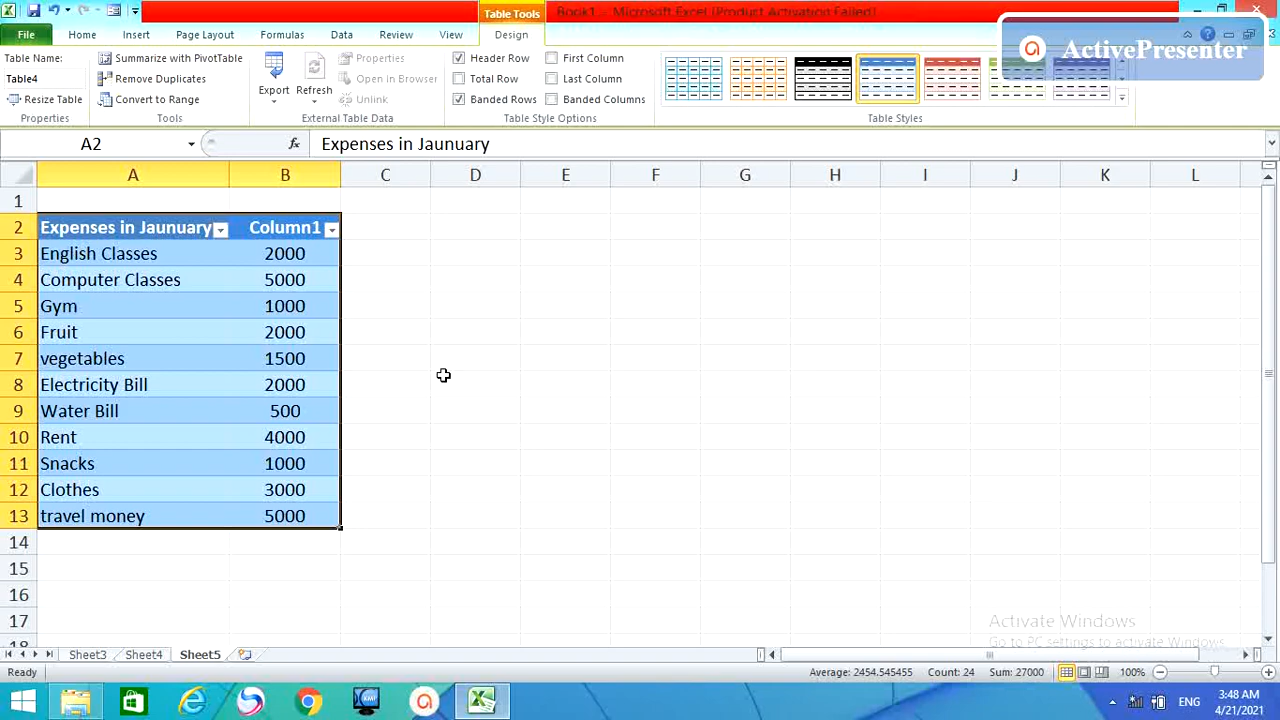 Table Tools
Book1 - Microsoft Excel (Product Activation Failed)
File Home Insert Page Layout Formulas Data Review View Design
ActivePresenter
Table Name:
Table4
Resize Table
Properties
Summarize with PivotTable
Remove Duplic
Convert to Range
Tools
Export
Refresh
Properties
Open in Browser
Unlink
External Table Data
Header Row
Total Row
Banded Rows
First Column
Last Column
Banded Columns
Table Style Options
Table Styles
A2 fx Expenses in Jaunuary
A B C D E F G H I J K L
1
2 Expenses in Jaunuary Column1
3 English Classes 2000
4 Computer Classes 5000
5 Gym 1000
6 Fruit 2000
7 vegetables 1500
8 Electricity Bill 2000
9 Water Bill 500
10 Rent 4000
11 Snacks 1000
12 Clothes 3000
13 travel money 5000
14
15
16
17
18
Activate Windows
Go to PC settings to activate Windows.
Sheet3 Sheet4 Sheet5
Ready Average: 2454.545455 Count: 24 Sum: 27000 100%
ENG
3:48 AM
4/21/2021